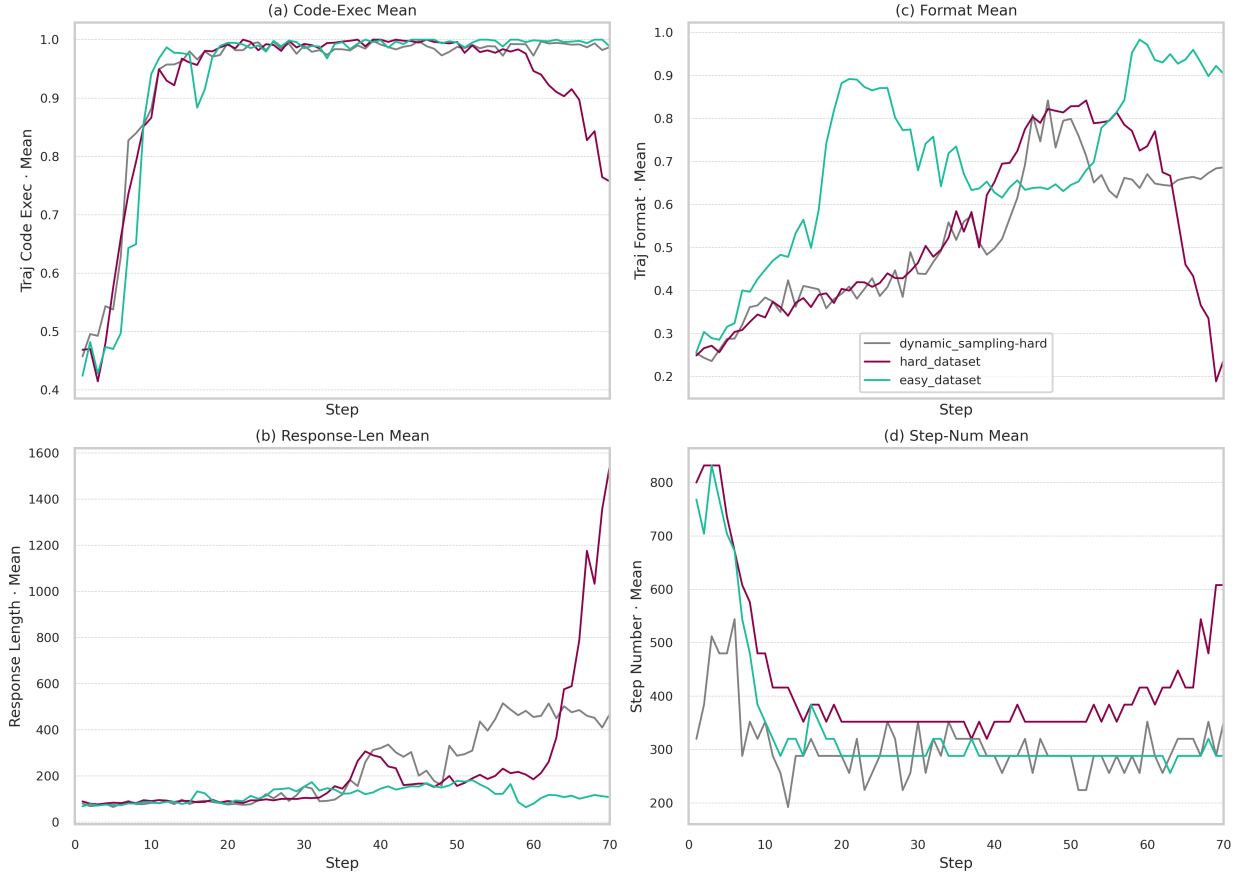 (a) Code-Exec Mean
1.0
0.9
0.8
0.7
0.6
0.5
0.4
Traj Code Exec · Mean
Step
(c) Format Mean
1.0
0.9
0.8
0.7
0.6
0.5
0.4
0.3
0.2
Traj Format · Mean
dynamic_sampling-hard
hard_dataset
easy_dataset
Step
(b) Response-Len Mean
1600
1400
1200
1000
800
600
400
200
0
Response Length · Mean
0 10 20 30 40 50 60 70
Step
(d) Step-Num Mean
800
700
600
500
400
300
200
Step Number · Mean
0 10 20 30 40 50 60 70
Step